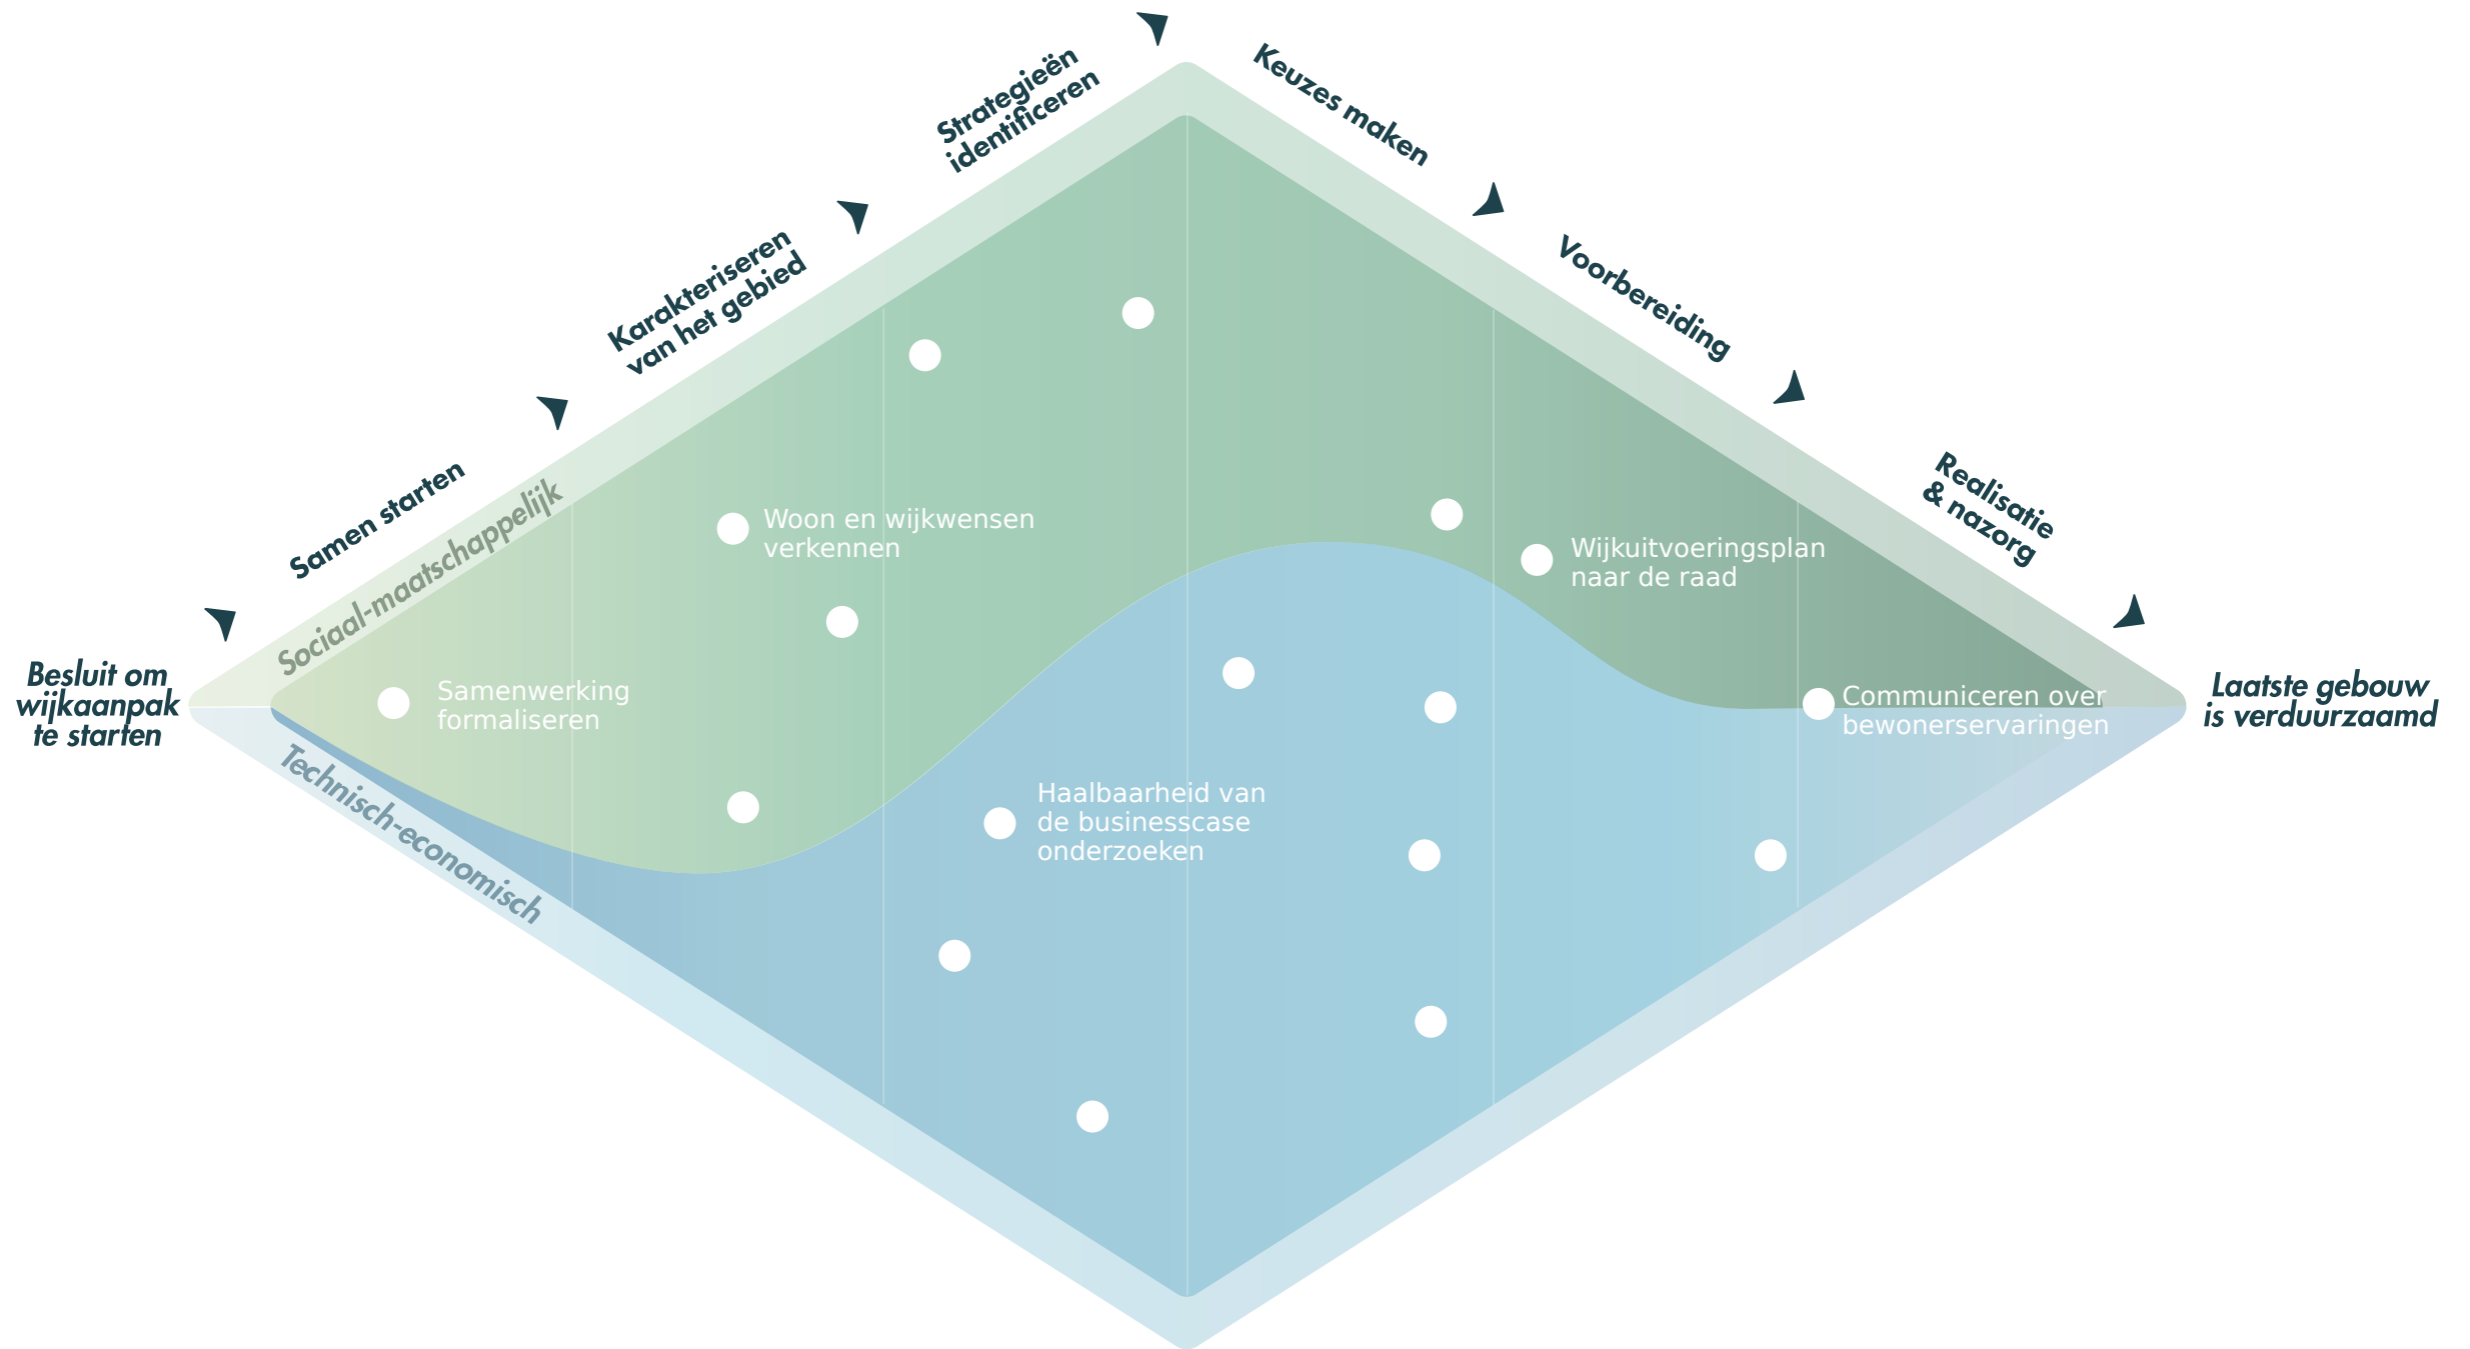 Besluit om
wijkaanpak
te starten
Samen starten
Karakteriseren
van het gebied
Strategieën
identificeren
Keuzes maken
Voorbereiding
Realisatie
& nazorg
Laatste gebouw
is verduurzaamd
Sociaal-maatschappelijk
Technisch-economisch
Samenwerking
formaliseren
Woon en wijkwensen
verkennen
Haalbaarheid van
de businesscase
onderzoeken
Wijkuitvoeringsplan
naar de raad
Communiceren over
bewonerservaringen